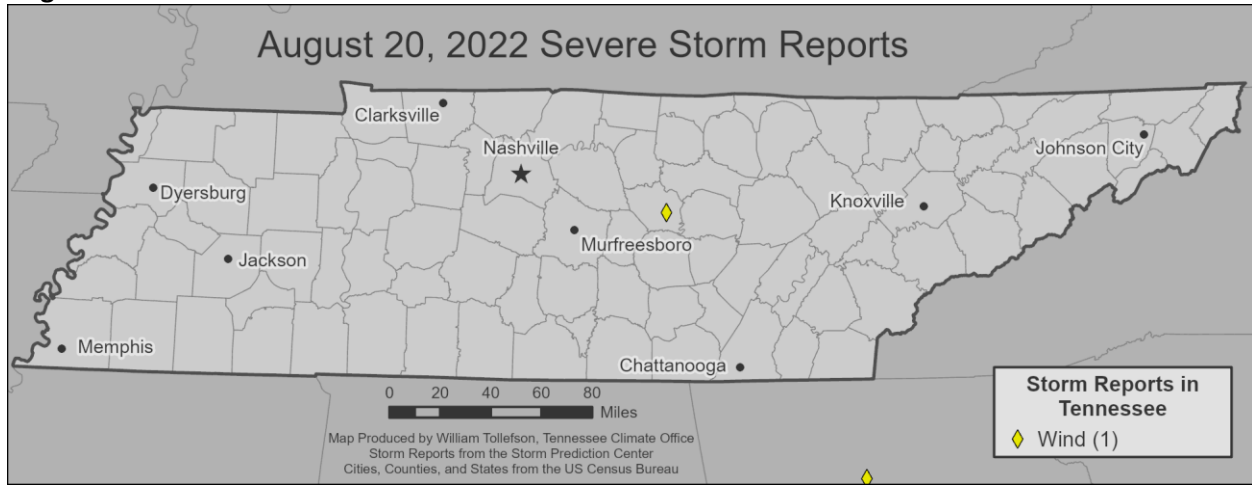 August 20, 2022 Severe Storm Reports
Clarksville
Nashville
Johnson City
Dyersburg
Knoxville
Murfreesboro
Jackson
Memphis
Chattanooga
0 20 40 60 80
Miles
Map Produced by William Tollefson, Tennessee Climate Office
Storm Reports from the Storm Prediction Center
Cities, Counties, and States from the US Census Bureau
Storm Reports in
Tennessee
Wind (1)